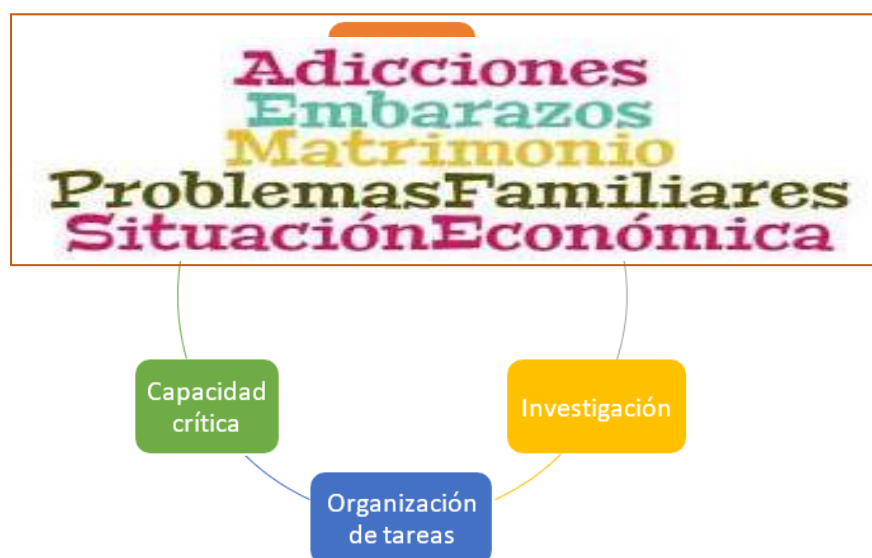 Adicciones
Embarazos
Matrimonio
ProblemasFamiliares
SituaciónEconómica
Capacidad
crítica
Investigación
Organización
de tareas